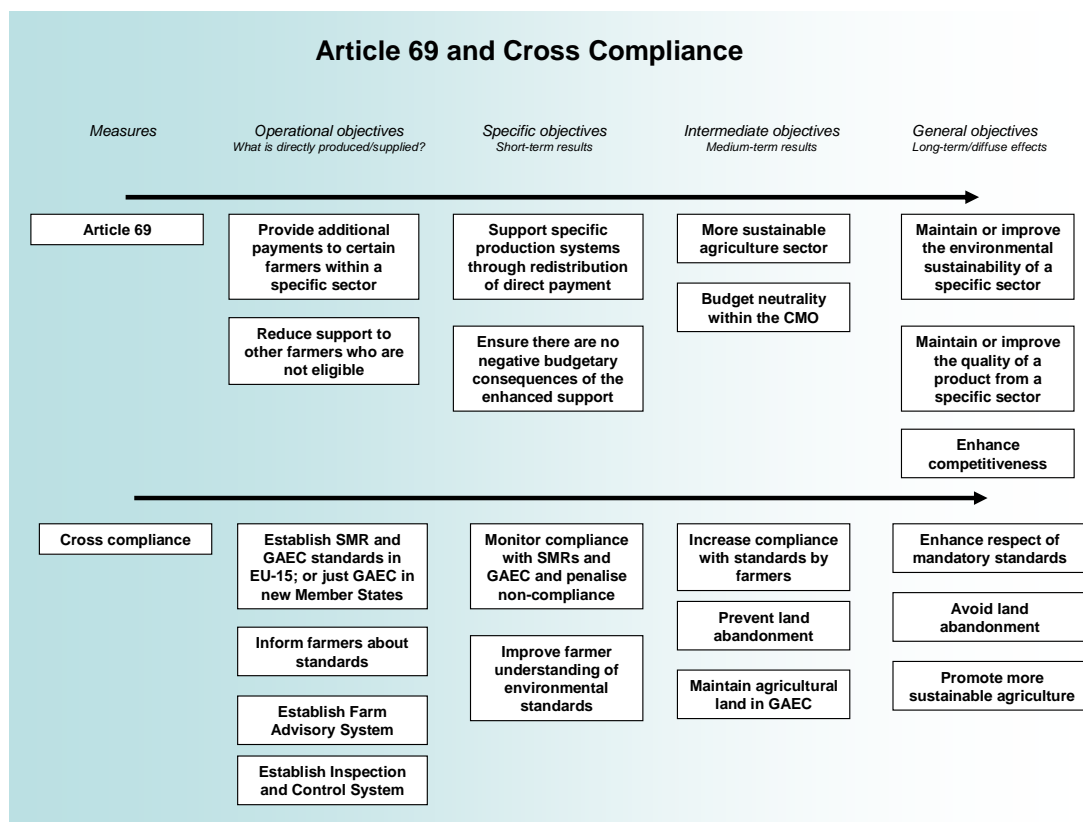 Article 69 and Cross Compliance
Measures
Operational objectives
What is directly produced/supplied?
Specific objectives
Short-term results
Intermediate objectives
Medium-term results
General objectives
Long-term/diffuse effects
Article 69
Provide additional
payments to certain
farmers within a
specific sector
Reduce support to
other farmers who are
not eligible
Support specific
production systems
through redistribution
of direct payment
Ensure there are no
negative budgetary
consequences of the
enhanced support
More sustainable
agriculture sector
Budget neutrality
within the CMO
Maintain or improve
the environmental
sustainability of a
specific sector
Maintain or improve
the quality of a
product from a
specific sector
Enhance
competitiveness
Cross compliance
Establish SMR and
GAEC standards in
EU-15; or just GAEC in
new Member States
Inform farmers about
standards
Establish Farm
Advisory System
Establish Inspection
and Control System
Monitor compliance
with SMRs and
GAEC and penalise
non-compliance
Improve farmer
understanding of
environmental
standards
Increase compliance
with standards by
farmers
Prevent land
abandonment
Maintain agricultural
land in GAEC
Enhance respect of
mandatory standards
Avoid land
abandonment
Promote more
sustainable agriculture